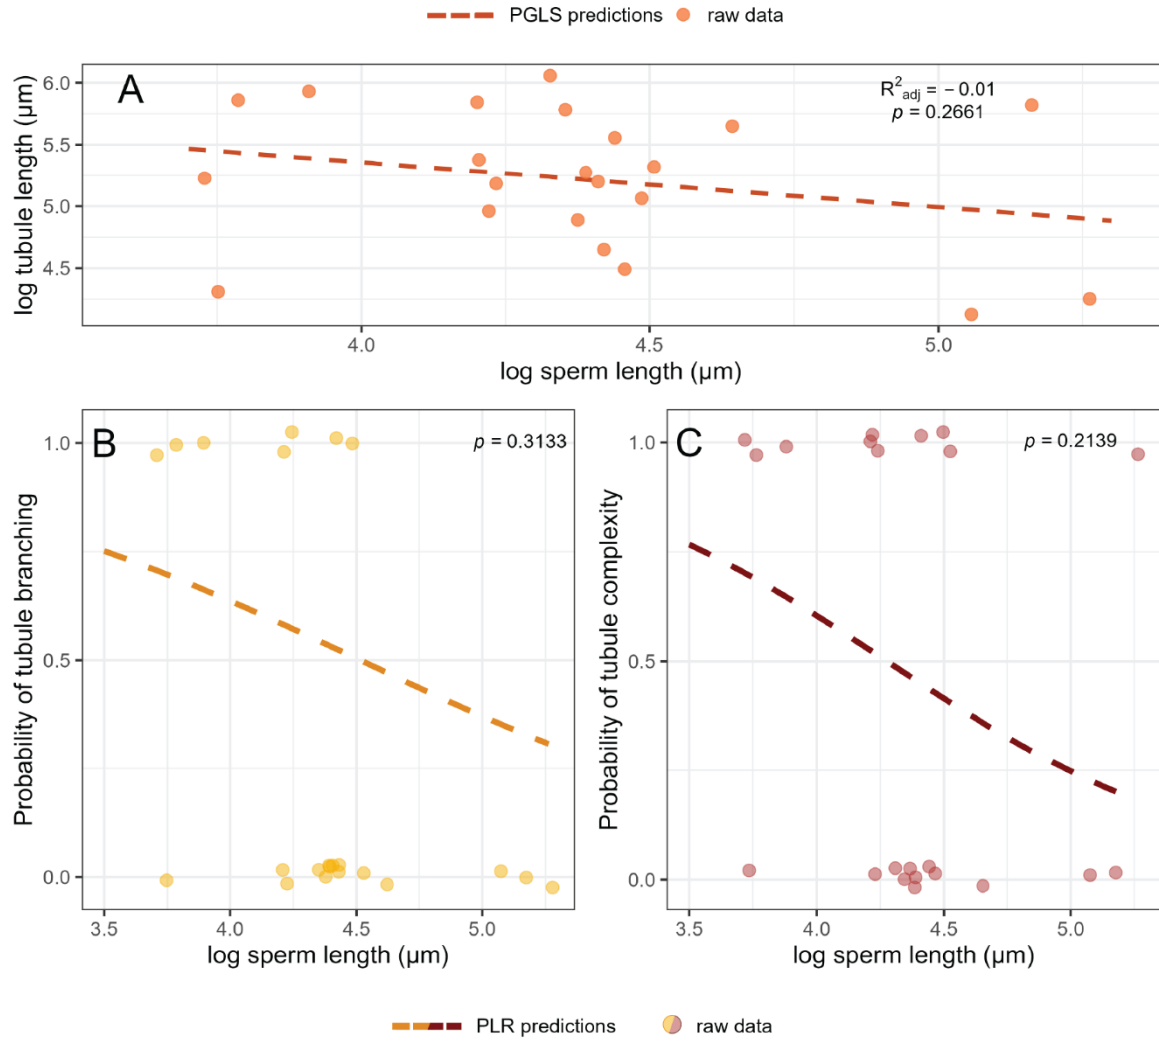 PGLS predictions raw data
A
R²adj = − 0.01
p = 0.2661
log tubule length (µm)
6.0
5.5
5.0
4.5
4.0 4.5 5.0
log sperm length (µm)
B
p = 0.3133
Probability of tubule branching
1.0
0.5
0.0
3.5 4.0 4.5 5.0
log sperm length (µm)
C
p = 0.2139
Probability of tubule complexity
1.0
0.5
0.0
3.5 4.0 4.5 5.0
log sperm length (µm)
PLR predictions raw data